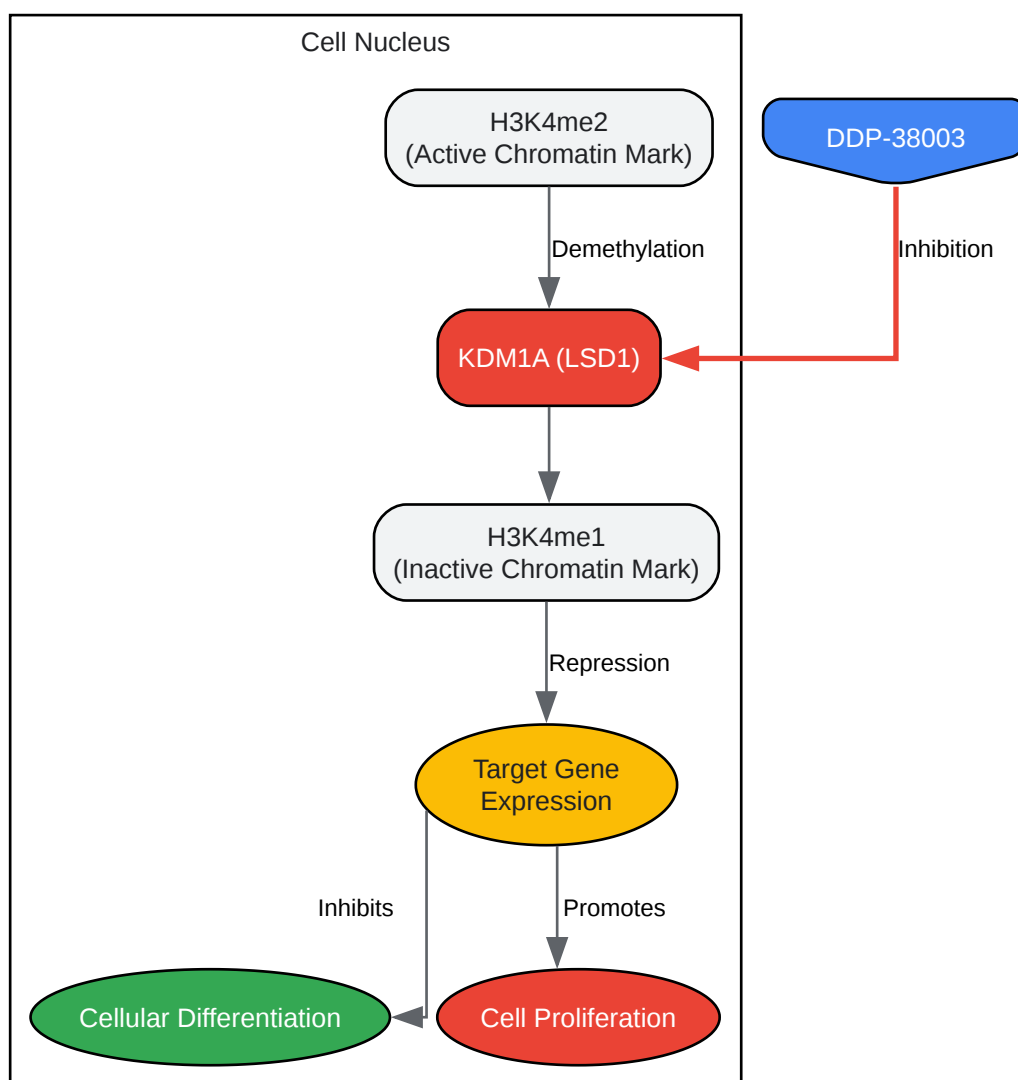 Cell Nucleus
H3K4me2
(Active Chromatin Mark)
DDP-38003
Demethylation
Inhibition
KDM1A (LSD1)
H3K4me1
(Inactive Chromatin Mark)
Repression
Target Gene
Expression
Inhibits
Promotes
Cellular Differentiation
Cell Proliferation